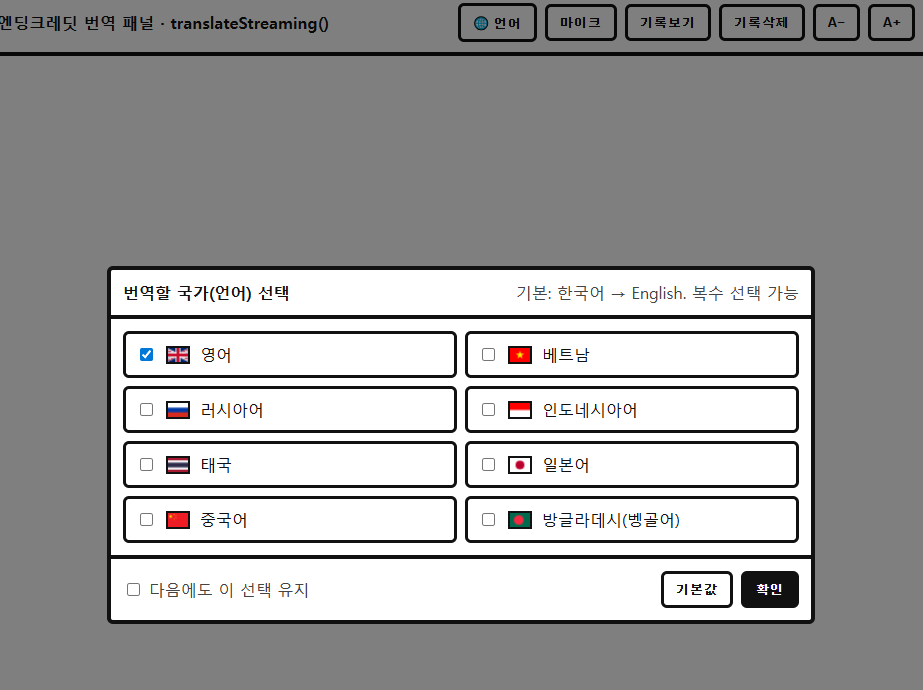 엔딩크레딧 번역 패널 · translateStreaming()
언어
마이크
기록보기
기록삭제
A−
A+
번역할 국가(언어) 선택
기본: 한국어 → English. 복수 선택 가능
영어
베트남
러시아어
인도네시아어
태국
일본어
중국어
방글라데시(벵골어)
다음에도 이 선택 유지
기본값
확인